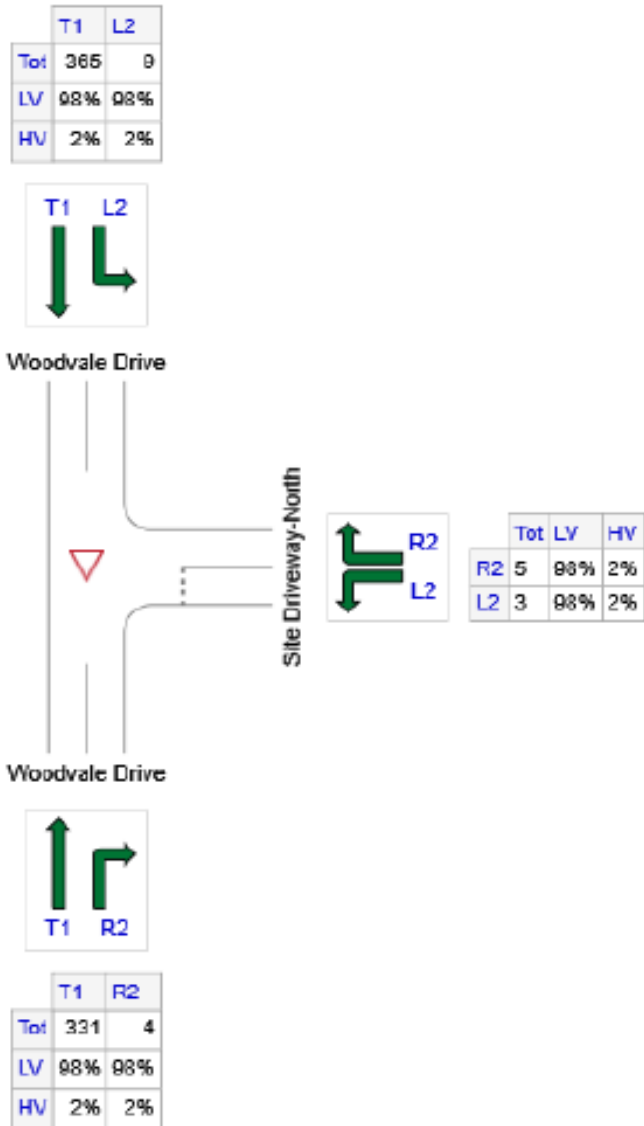 T1 L2
Tot 365 9
LV 98% 98%
HV 2% 2%
T1 L2
Woodvale Drive
Site Driveway-North
R2
L2
Tot LV HV
R2 5 98% 2%
L2 3 98% 2%
Woodvale Drive
T1 R2
T1 R2
Tot 331 4
LV 98% 98%
HV 2% 2%